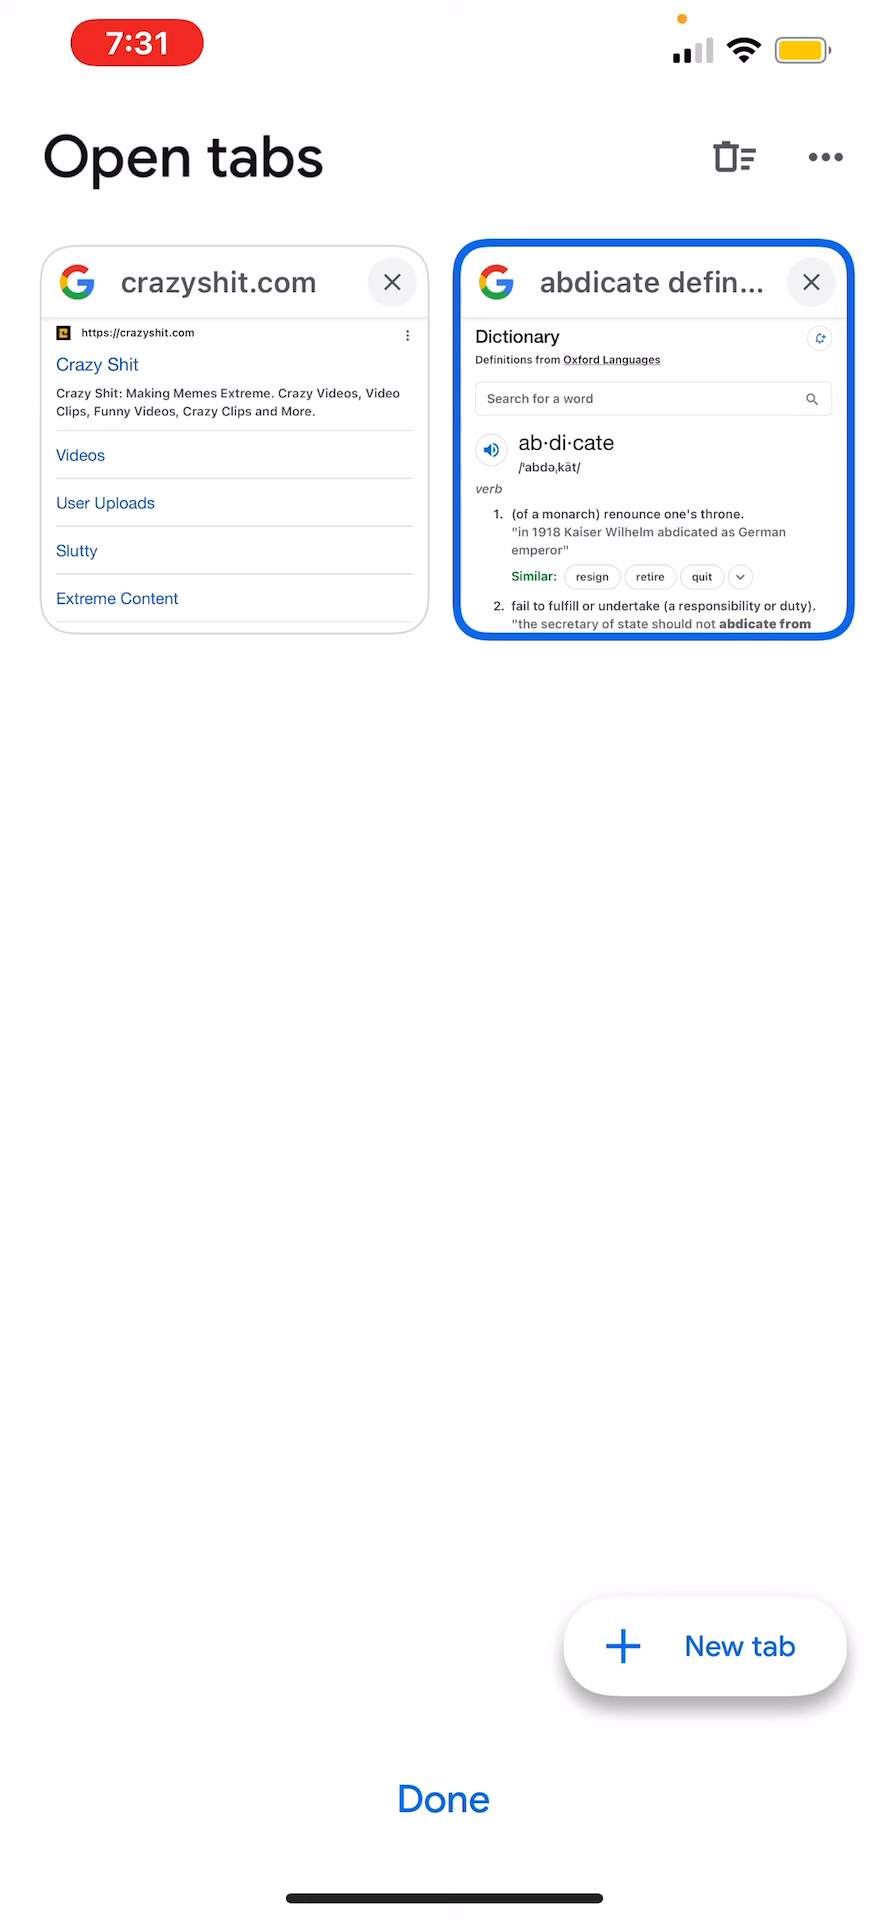 7:31
Open tabs
crazyshit.com
https://crazyshit.com
Crazy Shit
Crazy Shit: Making Memes Extreme. Crazy Videos, Video
Clips, Funny Videos, Crazy Clips and More.
Videos
User Uploads
Slutty
Extreme Content
abdicate defin...
Dictionary
Definitions from Oxford Languages
Search for a word
ab·di·cate
/ˈabdəˌkāt/
verb
1. (of a monarch) renounce one's throne.
"in 1918 Kaiser Wilhelm abdicated as German
emperor"
Similar: resign retire quit
2. fail to fulfill or undertake (a responsibility or duty).
"the secretary of state should not abdicate from
New tab
Done